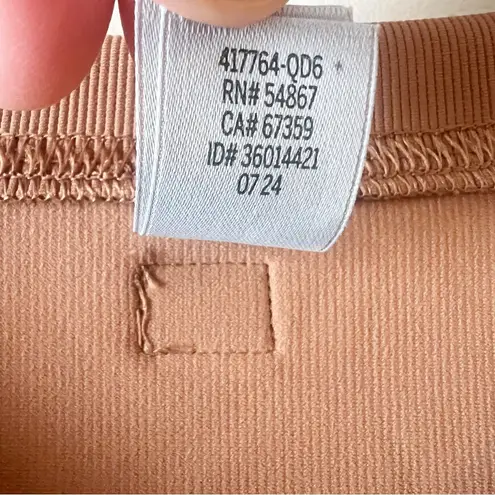 417764-QD6 +
RN# 54867
CA# 67359
ID# 36014421
07 24